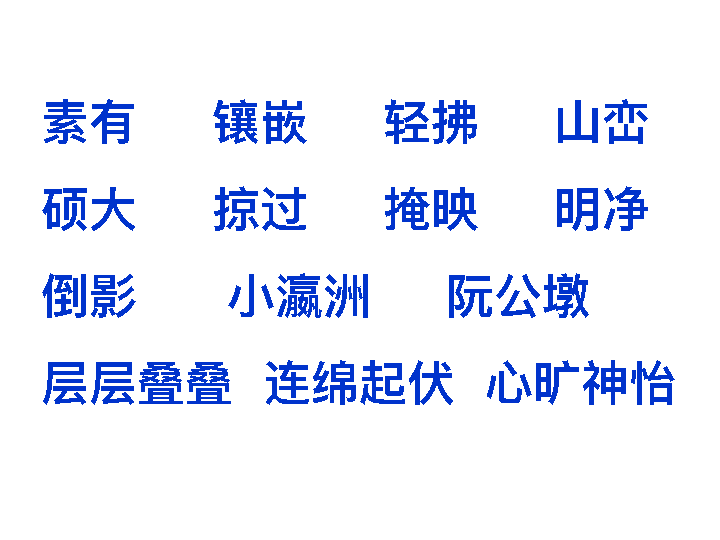 素有 镶嵌 轻拂 山峦
硕大 掠过 掩映 明净
倒影 小瀛洲 阮公墩
层层叠叠 连绵起伏 心旷神怡